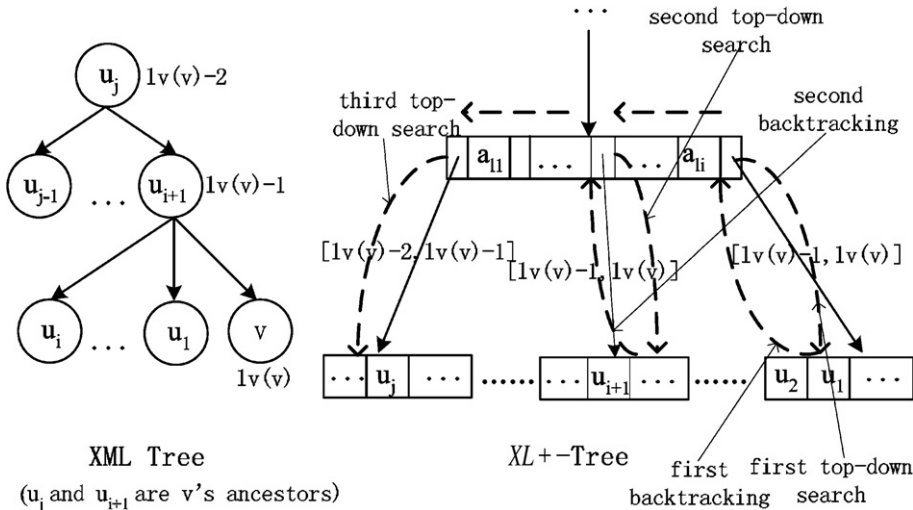 ...
second top-down
search
u_j lv(v)-2
third top-
down search
second
backtracking
a_l1 ... ... a_li
u_j-1 ... u_i+1 lv(v)-1
[lv(v)-2, lv(v)-1]
[lv(v)-1, lv(v)]
[lv(v)-1, lv(v)]
u_i ... u_1 v
lv(v)
... u_j ... ...... ... u_i+1 ... ...... u_2 u_1 ...
XML Tree
XL+-Tree
(u_j and u_i+1 are v's ancestors)
first
backtracking
first top-down
search